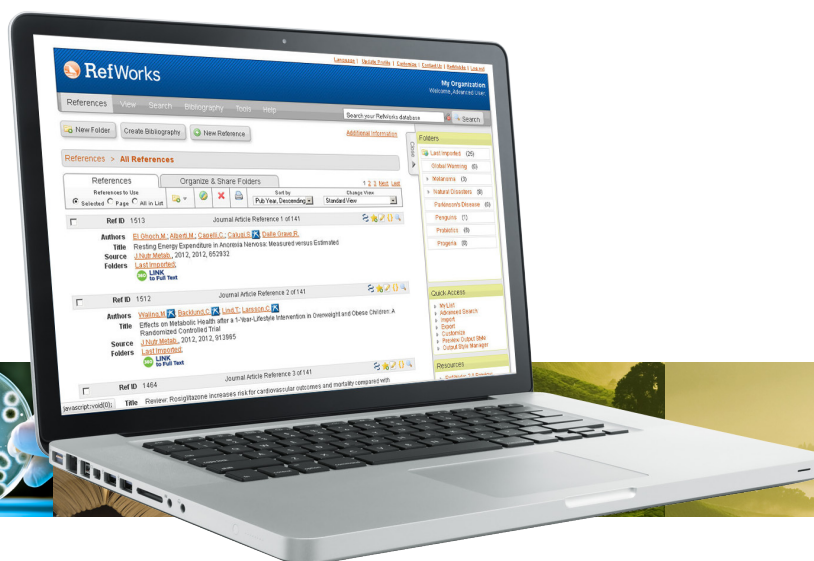 Language | Update Profile | Customize | Contact Us | RefWorks | Log out
RefWorks
My Organization
Welcome, Advanced User.
References View Search Bibliography Tools Help
Search your RefWorks database
Search
New Folder
Create Bibliography
New Reference
Additional Information
References > All References
References
Organize & Share Folders
1 2 3 Next Last
References to Use
Selected Page All in List
Sort by
Pub Year, Descending
Change View
Standard View
Ref ID 1513
Journal Article Reference 1 of 141
Authors El Ghoch,M.; Alberti,M.; Capelli,C.; Calugi,S.; Dalle Grave,R.
Title Resting Energy Expenditure in Anorexia Nervosa: Measured versus Estimated
Source J.Nutr.Metab., 2012, 2012, 652932
Folders Last Imported;
LINK
to Full Text
Ref ID 1512
Journal Article Reference 2 of 141
Authors Waling,M.; Backlund,C.; Lind,T.; Larsson,C.
Title Effects on Metabolic Health after a 1-Year-Lifestyle Intervention in Overweight and Obese Children: A
Randomized Controlled Trial
Source J.Nutr.Metab., 2012, 2012, 913965
Folders Last Imported;
LINK
to Full Text
Ref ID 1464
Journal Article Reference 3 of 141
Title Review: Rosiglitazone increases risk for cardiovascular outcomes and mortality compared with
javascript:void(0);
Close
Folders
Last Imported (25)
Global Warming (0)
Melanoma (3)
Natural Disasters (8)
Parkinson's Disease (0)
Penguins (1)
Probiotics (8)
Progeria (0)
Quick Access
My List
Advanced Search
Import
Export
Customize
Preview Output Style
Output Style Manager
Resources